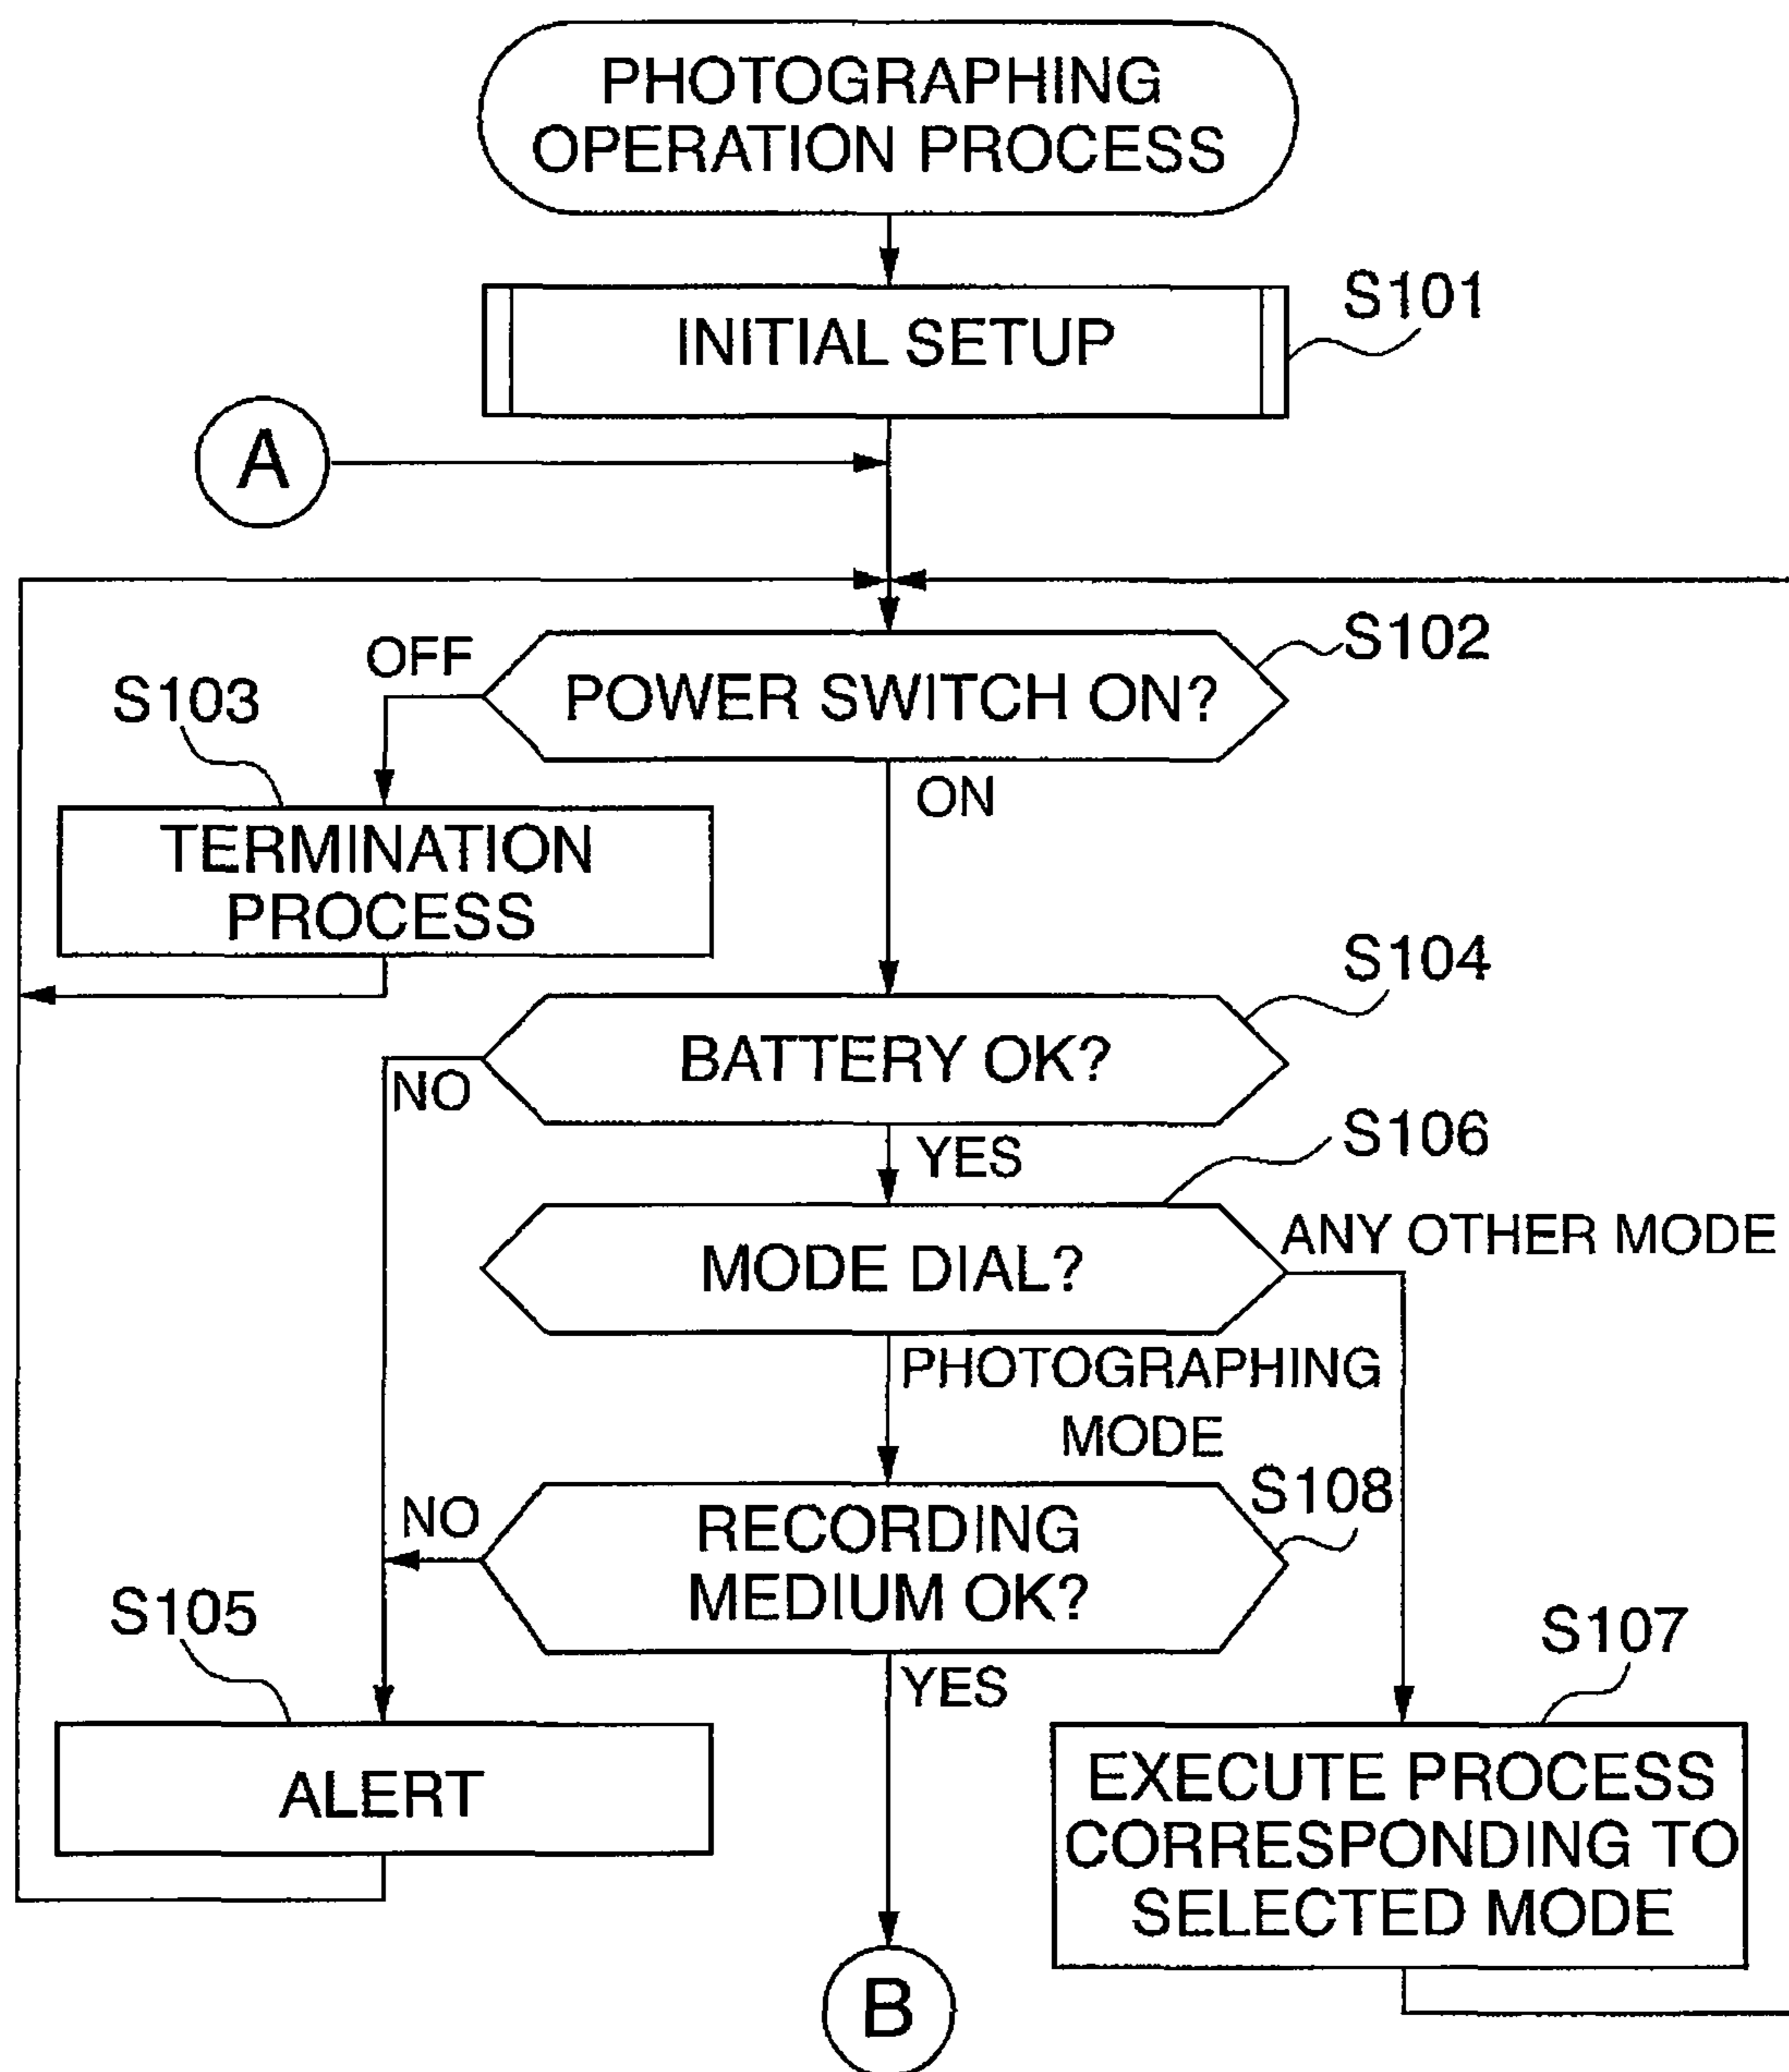 PHOTOGRAPHING
OPERATION PROCESS
S101
INITIAL SETUP
A
S102
OFF
POWER SWITCH ON?
S103
ON
TERMINATION
PROCESS
S104
BATTERY OK?
NO
YES
S106
ANY OTHER MODE
MODE DIAL?
PHOTOGRAPHING
MODE
S108
NO
RECORDING
MEDIUM OK?
S105
S107
YES
ALERT
EXECUTE PROCESS
CORRESPONDING TO
SELECTED MODE
B